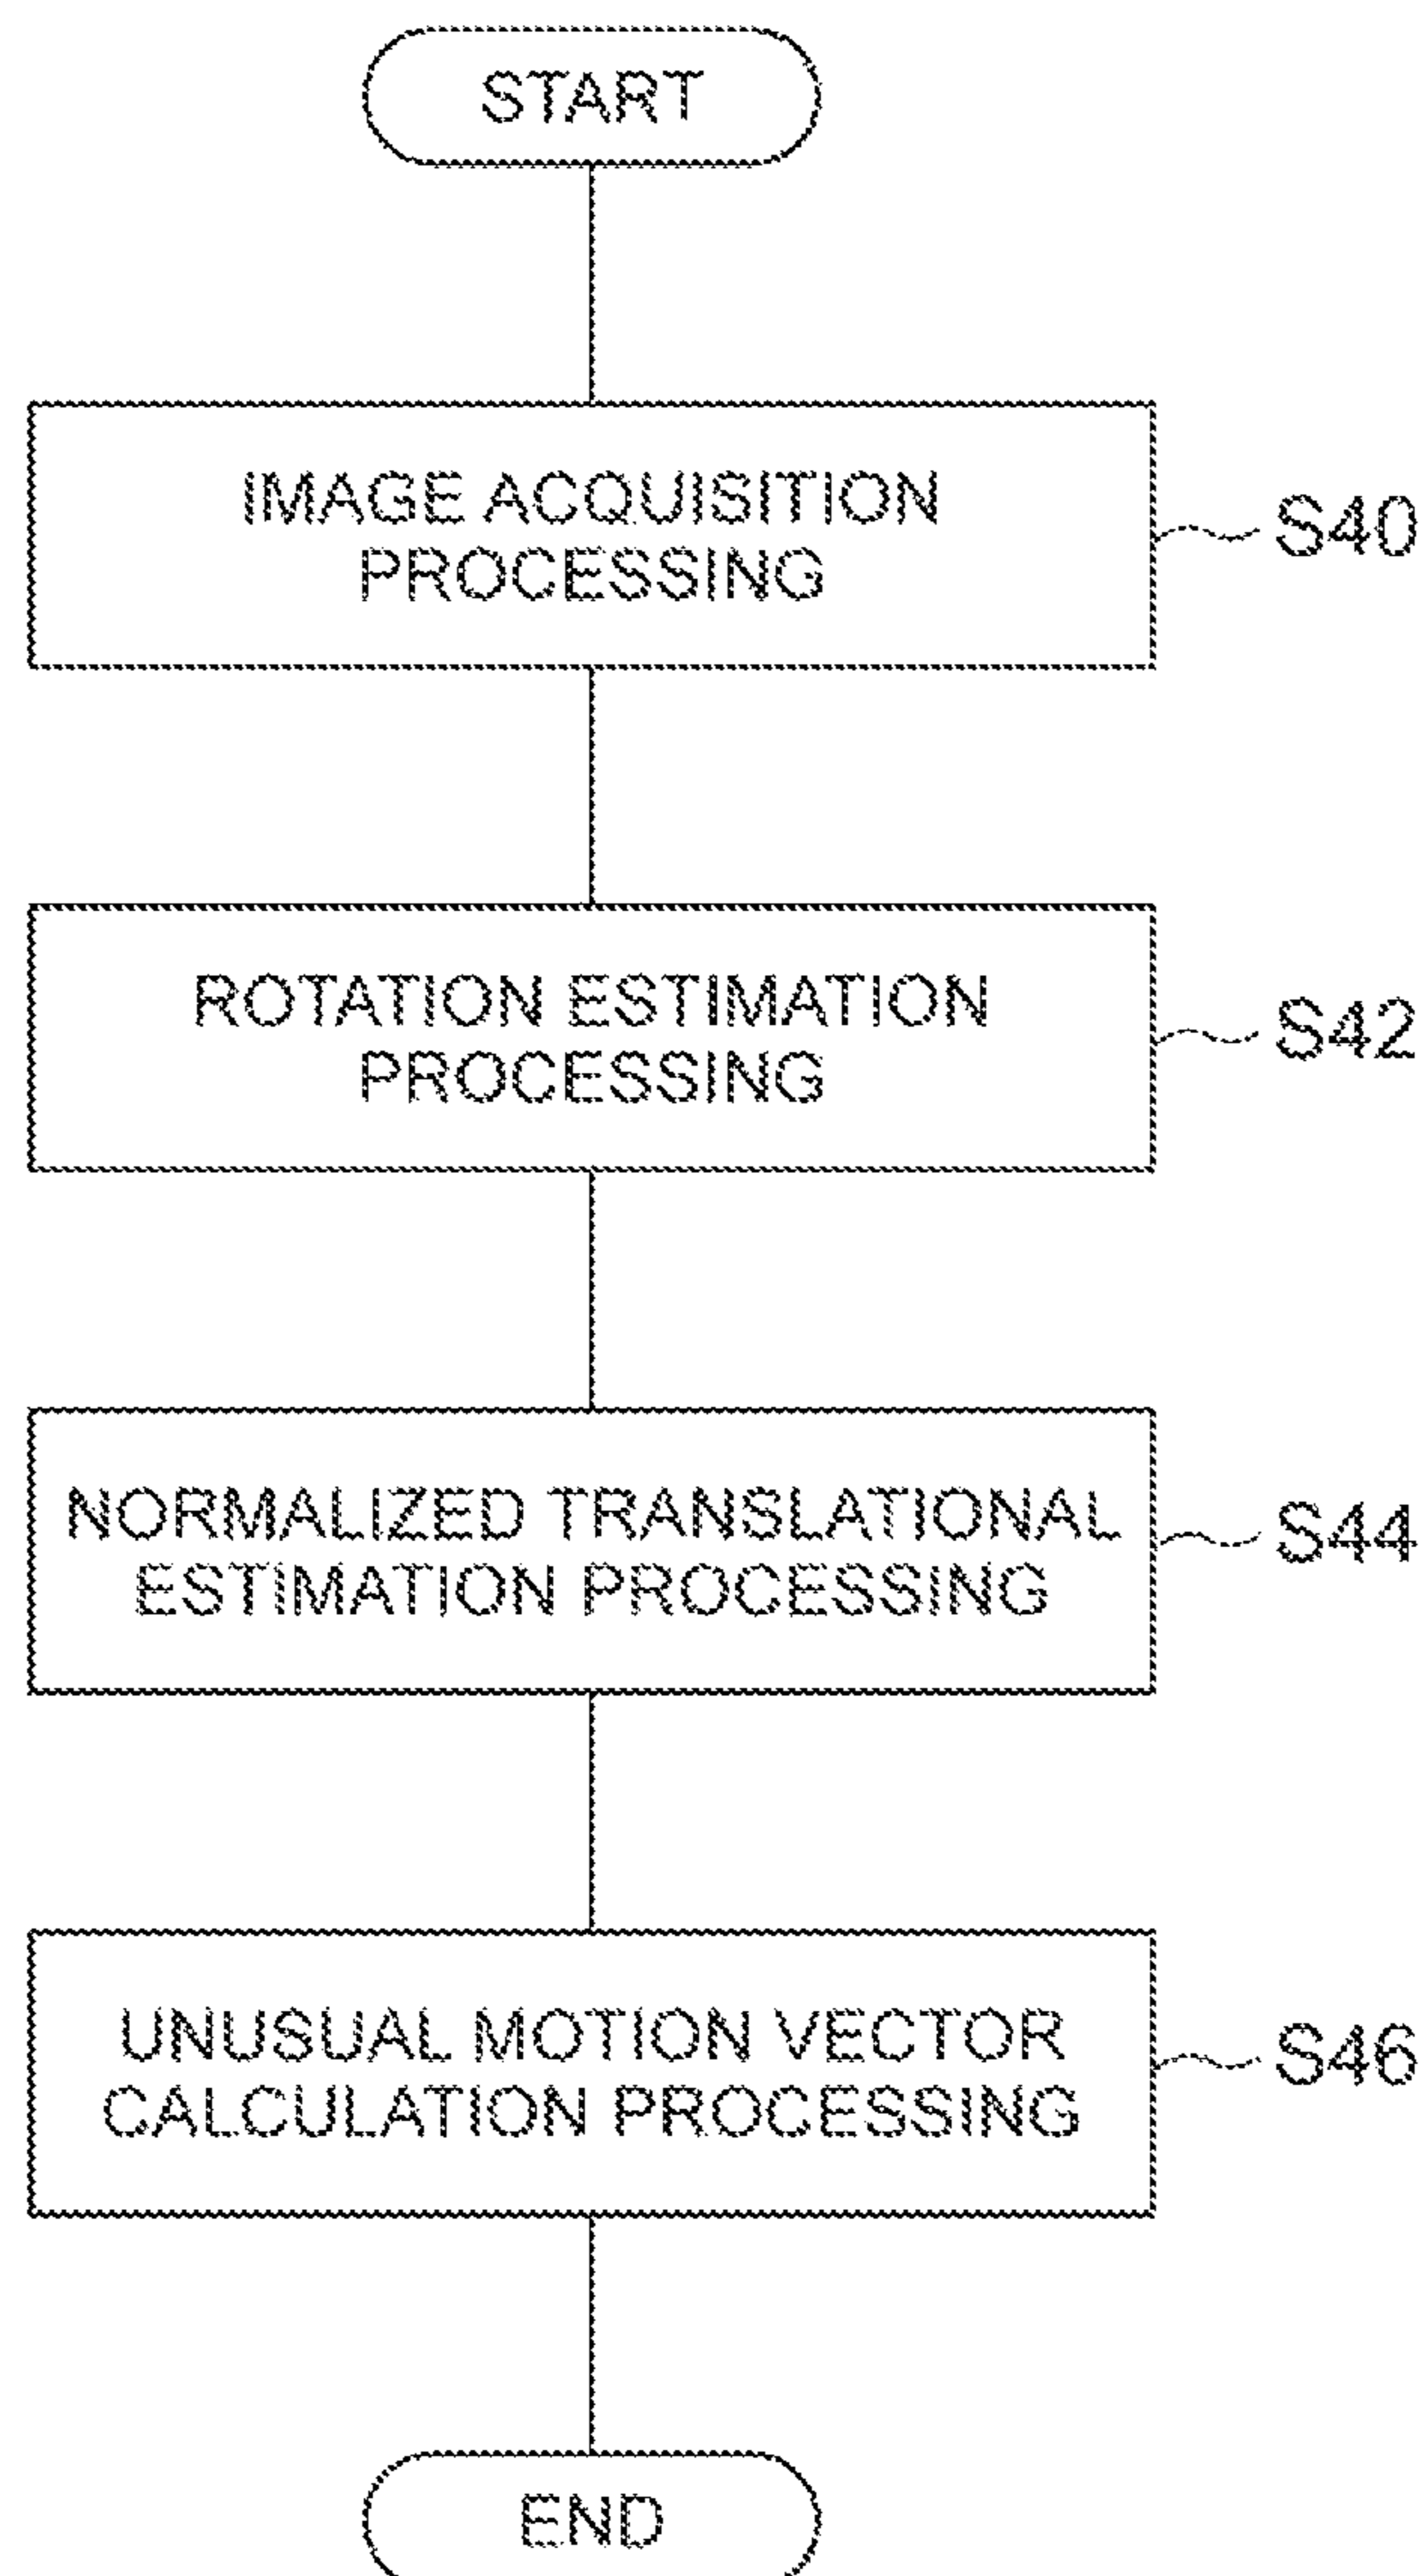 START
IMAGE ACQUISITION
PROCESSING
S40
ROTATION ESTIMATION
PROCESSING
S42
NORMALIZED TRANSLATIONAL
ESTIMATION PROCESSING
S44
UNUSUAL MOTION VECTOR
CALCULATION PROCESSING
S46
END